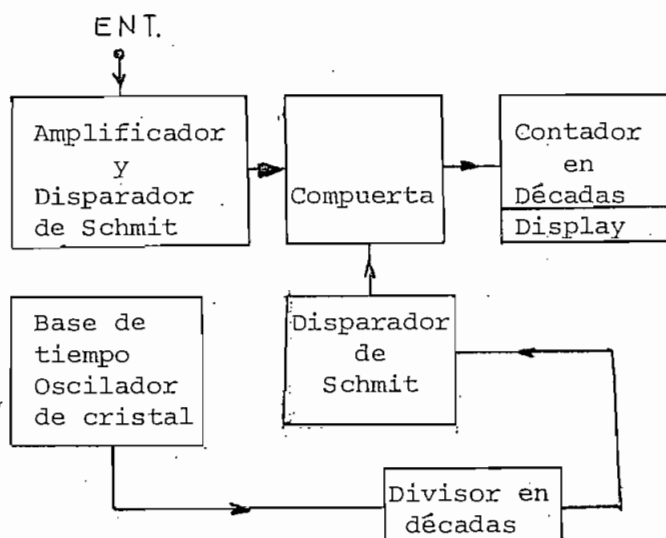 ENT.
Amplificador
y
Disparador
de Schmit
Compuerta
Contador
en
Décadas
Display
Base de
tiempo
Oscilador
de cristal
Disparador
de
Schmit
Divisor en
décadas